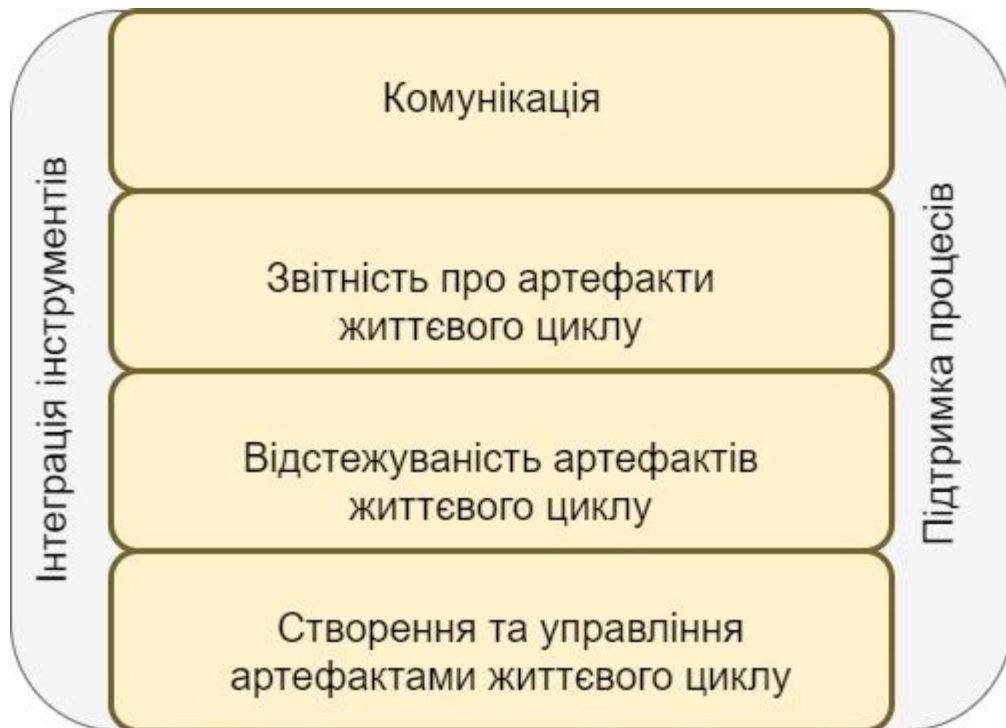 Інтеграція інструментів
Комунікація
Звітність про артефакти
життєвого циклу
Відстежуваність артефактів
життєвого циклу
Створення та управління
артефактами життєвого циклу
Підтримка процесів